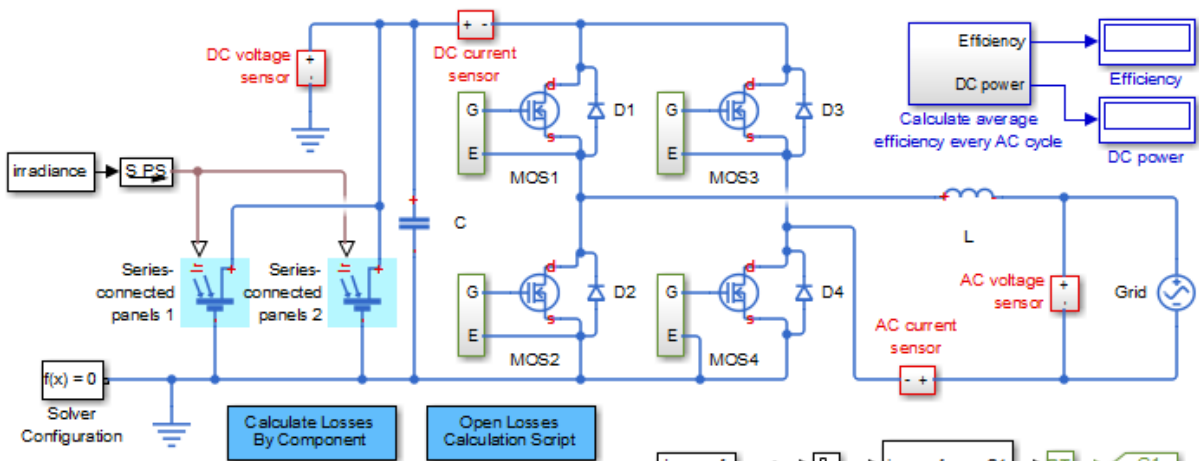 DC voltage
sensor
+
-
+ -
DC current
sensor
Efficiency
DC power
Calculate average
efficiency every AC cycle
Efficiency
DC power
G
E
d
s
D1
MOS1
G
E
d
s
D3
MOS3
irradiance
S PS
+
C
Ir
+
Series-
connected
panels 1
Ir
+
Series-
connected
panels 2
G
E
d
s
D2
MOS2
G
E
d
s
D4
MOS4
+
L
AC voltage
sensor
+
-
Grid
AC current
sensor
- +
f(x) = 0
Solver
Configuration
Calculate Losses
By Component
Open Losses
Calculation Script